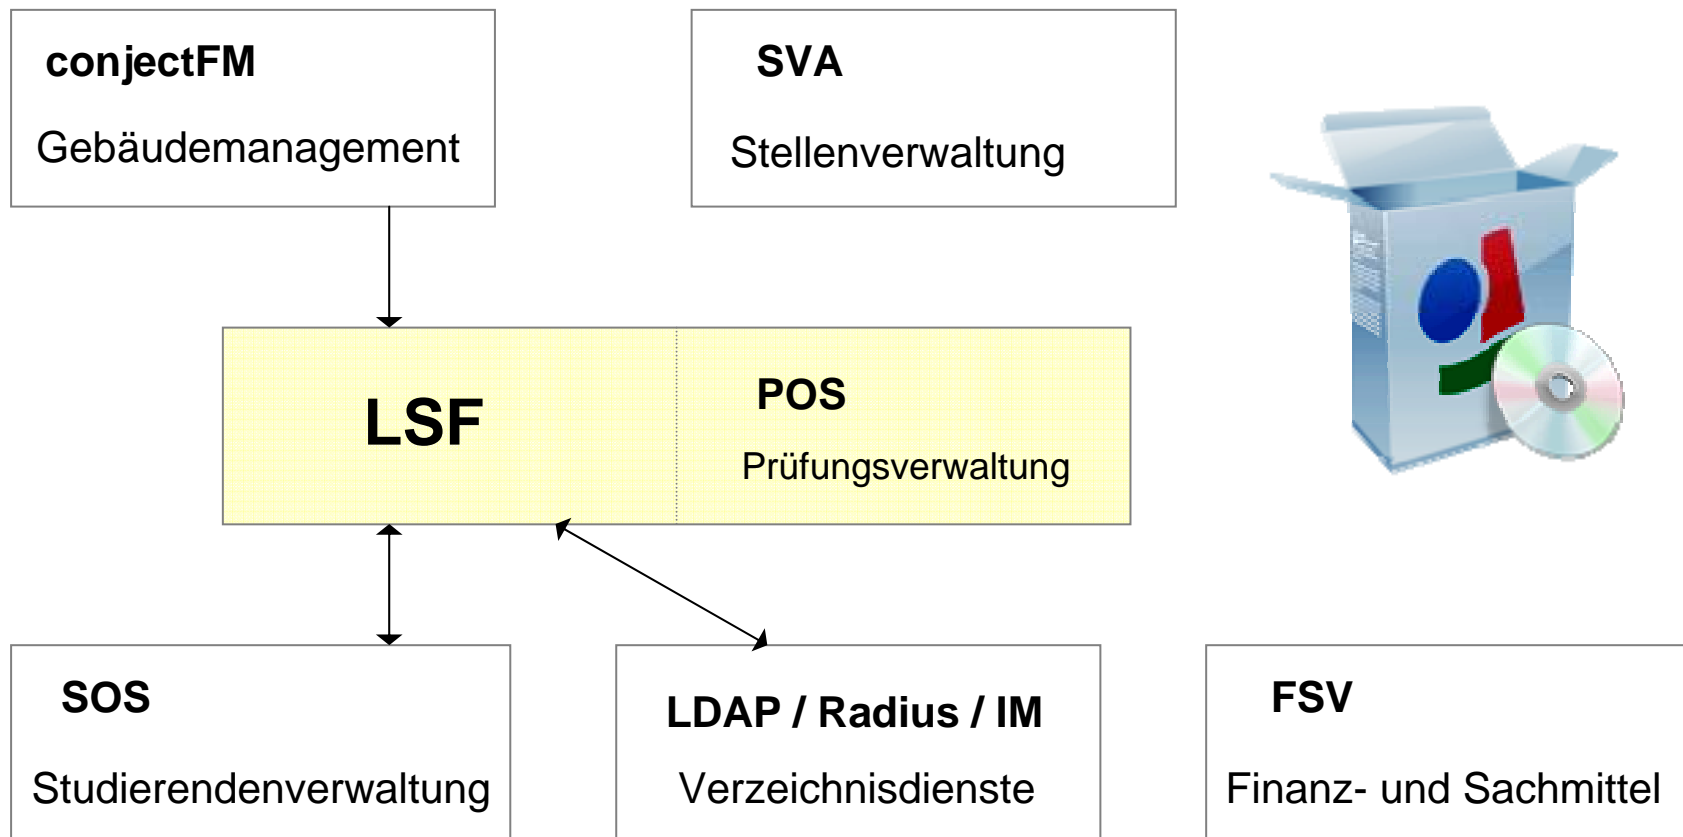 conjectFM
Gebäudemanagement
SVA
Stellenverwaltung
LSF
POS
Prüfungsverwaltung
SOS
Studierendenverwaltung
LDAP / Radius / IM
Verzeichnisdienste
FSV
Finanz- und Sachmittel